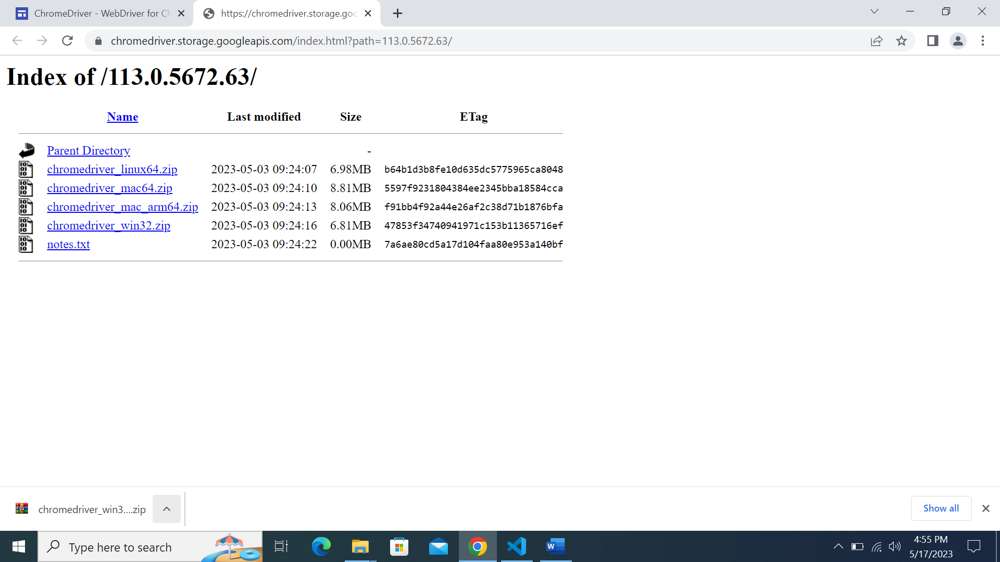 ChromeDriver - WebDriver for Ch
https://chromedriver.storage.goo
chromedriver.storage.googleapis.com/index.html?path=113.0.5672.63/
Index of /113.0.5672.63/
Name Last modified Size ETag
Parent Directory -
chromedriver_linux64.zip 2023-05-03 09:24:07 6.98MB b64b1d3b8fe10d635dc5775965ca8048
chromedriver_mac64.zip 2023-05-03 09:24:10 8.81MB 5597f9231804384ee2345bba18584cca
chromedriver_mac_arm64.zip 2023-05-03 09:24:13 8.06MB f91bb4f92a44e26af2c38d71b1876bfa
chromedriver_win32.zip 2023-05-03 09:24:16 6.81MB 47853f34740941971c153b11365716ef
notes.txt 2023-05-03 09:24:22 0.00MB 7a6ae80cd5a17d104faa80e953a140bf
chromedriver_win3....zip
Show all
Type here to search
4:55 PM
5/17/2023